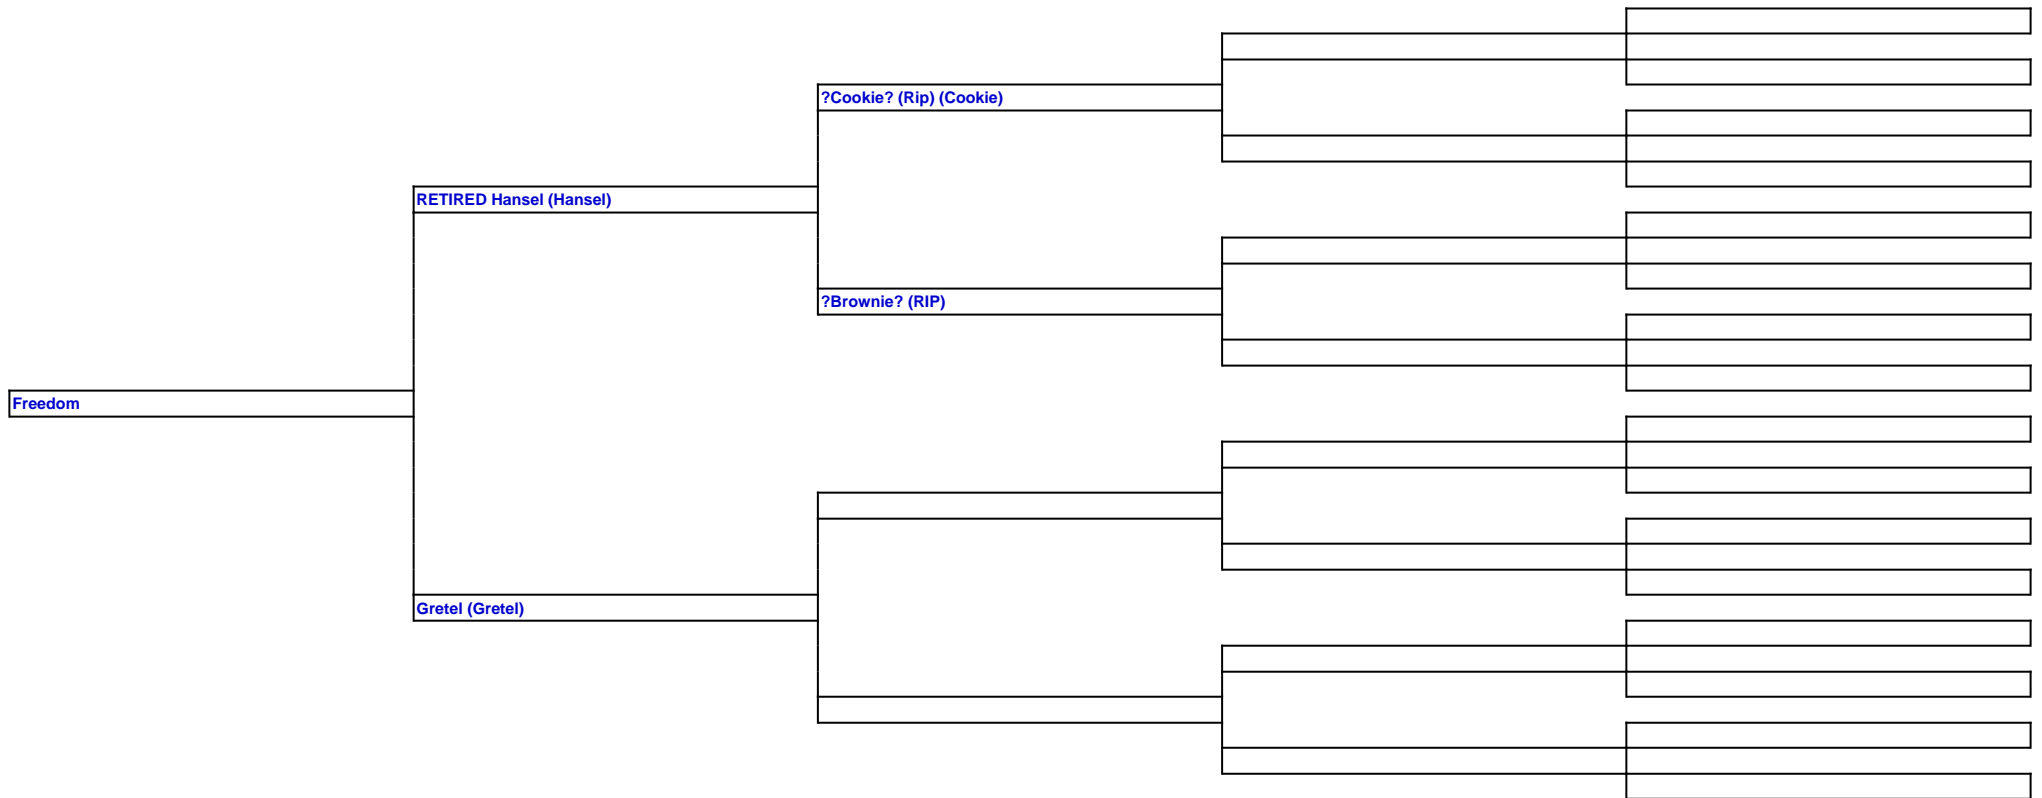 ?Cookie? (Rip) (Cookie)
RETIRED Hansel (Hansel)
?Brownie? (RIP)
Freedom
Gretel (Gretel)